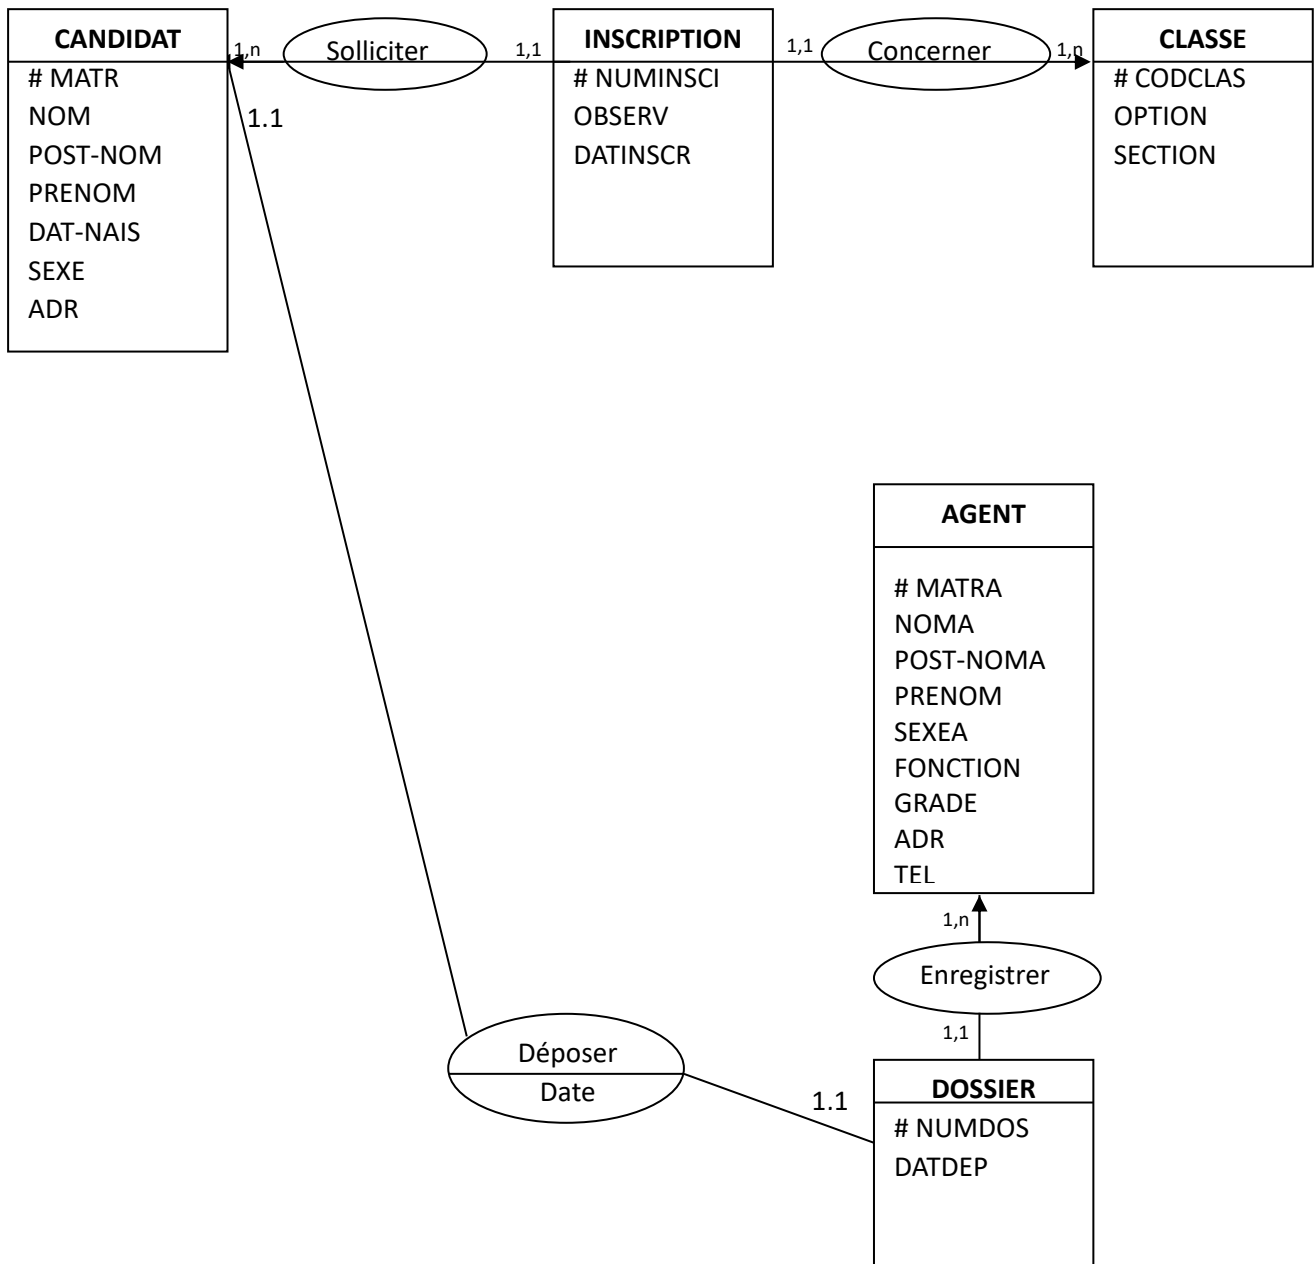 CANDIDAT
# MATR
NOM
POST-NOM
PRENOM
DAT-NAIS
SEXE
ADR
1,n
Solliciter
1,1
1.1
INSCRIPTION
# NUMINSCI
OBSERV
DATINSCR
1,1
Concerner
1,n
CLASSE
# CODCLAS
OPTION
SECTION
AGENT
# MATRA
NOMA
POST-NOMA
PRENOM
SEXEA
FONCTION
GRADE
ADR
TEL
1,n
Enregistrer
1,1
Déposer
Date
1.1
DOSSIER
# NUMDOS
DATDEP